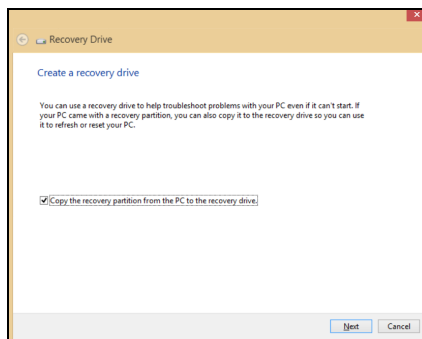 Recovery Drive
Create a recovery drive
You can use a recovery drive to help troubleshoot problems with your PC even if it can't start. If
your PC came with a recovery partition, you can also copy it to the recovery drive so you can use
it to refresh or reset your PC.
Copy the recovery partition from the PC to the recovery drive.
Next Cancel